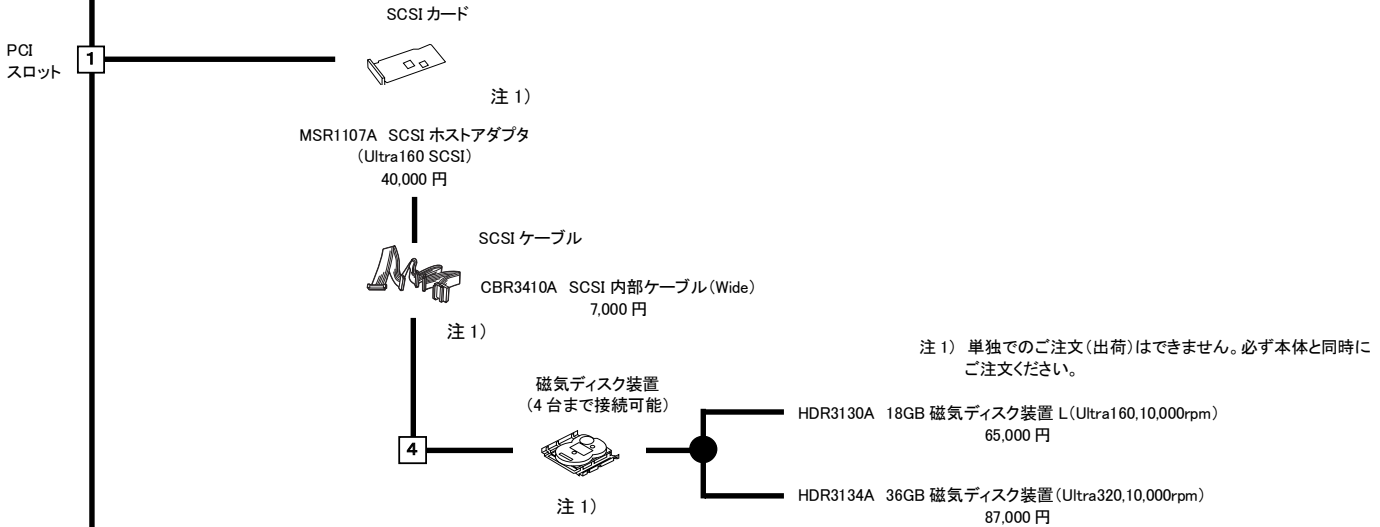 SCSI カード
PCI
スロット
1
注 1)
MSR1107A SCSI ホストアダプタ
(Ultra160 SCSI)
40,000 円
SCSI ケーブル
CBR3410A SCSI 内部ケーブル(Wide)
7,000 円
注 1)
注 1) 単独でのご注文(出荷)はできません。必ず本体と同時に
ご注文ください。
磁気ディスク装置
(4 台まで接続可能)
4
注 1)
HDR3130A 18GB 磁気ディスク装置 L(Ultra160,10,000rpm)
65,000 円
HDR3134A 36GB 磁気ディスク装置(Ultra320,10,000rpm)
87,000 円